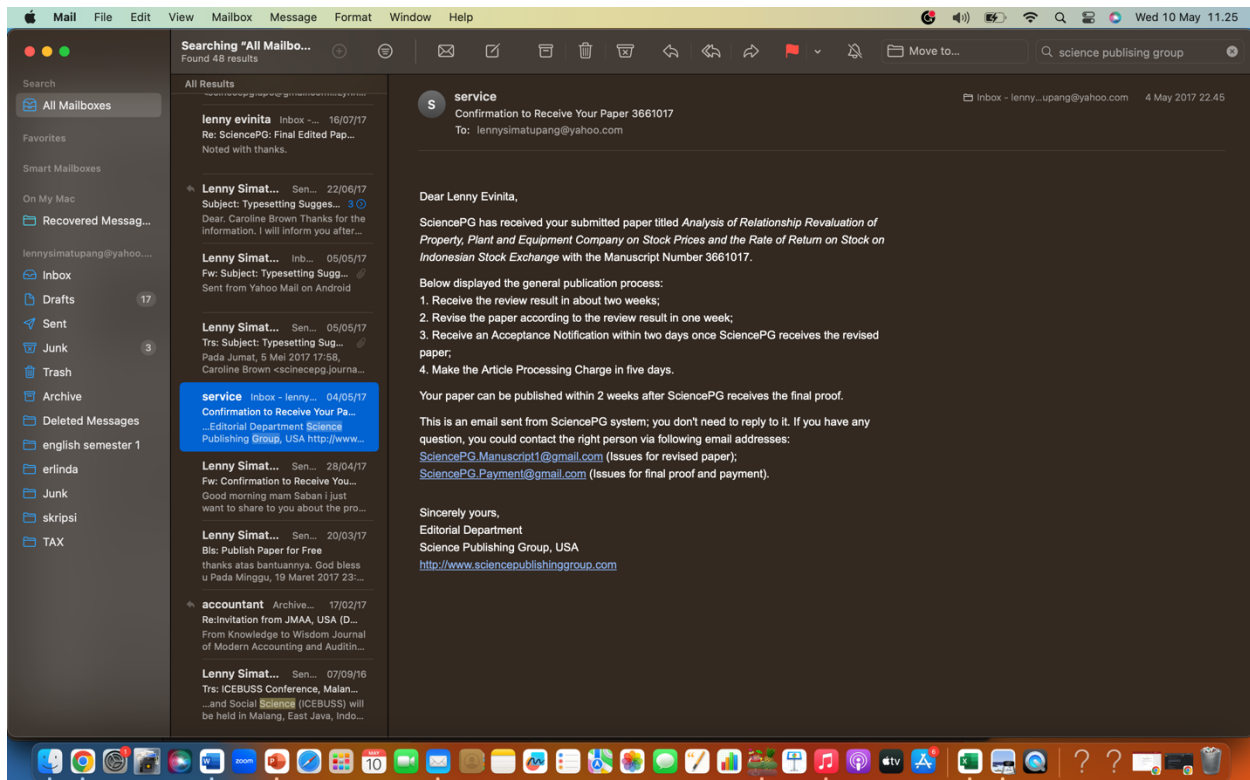 Mail File Edit View Mailbox Message Format Window Help
Wed 10 May 11.25
Searching "All Mailbo...
Found 48 results
Move to...
science publising group
Search
All Mailboxes
Favorites
Smart Mailboxes
On My Mac
Recovered Messag...
lennysimatupang@yahoo....
Inbox
Drafts 17
Sent
Junk 3
Trash
Archive
Deleted Messages
english semester 1
erlinda
Junk
skripsi
TAX
All Results
lenny evinita Inbox -... 16/07/17
Re: SciencePG: Final Edited Pap...
Noted with thanks.
Lenny Simat... Sen... 22/06/17
Subject: Typesetting Sugges... 3
Dear. Caroline Brown Thanks for the
information. I will inform you after...
Lenny Simat... Inb... 05/05/17
Fw: Subject: Typesetting Sugg...
Sent from Yahoo Mail on Android
Lenny Simat... Sen... 05/05/17
Trs: Subject: Typesetting Sug...
Pada Jumat, 5 Mei 2017 17:58,
Caroline Brown <scinecepg.journa...
service Inbox - lenny... 04/05/17
Confirmation to Receive Your Pa...
...Editorial Department Science
Publishing Group, USA http://www...
Lenny Simat... Sen... 28/04/17
Fw: Confirmation to Receive You...
Good morning mam Saban i just
want to share to you about the pro...
Lenny Simat... Sen... 20/03/17
Bls: Publish Paper for Free
thanks atas bantuannya. God bless
u Pada Minggu, 19 Maret 2017 23:...
accountant Archive... 17/02/17
Re:Invitation from JMAA, USA (D...
From Knowledge to Wisdom Journal
of Modern Accounting and Auditin...
Lenny Simat... Sen... 07/09/16
Trs: ICEBUSS Conference, Malan...
...and Social Science (ICEBUSS) will
be held in Malang, East Java, Indo...
S
service
Inbox - lenny...upang@yahoo.com 4 May 2017 22.45
Confirmation to Receive Your Paper 3661017
To: lennysimatupang@yahoo.com
Dear Lenny Evinita,
SciencePG has received your submitted paper titled Analysis of Relationship Revaluation of
Property, Plant and Equipment Company on Stock Prices and the Rate of Return on Stock on
Indonesian Stock Exchange with the Manuscript Number 3661017.
Below displayed the general publication process:
1. Receive the review result in about two weeks;
2. Revise the paper according to the review result in one week;
3. Receive an Acceptance Notification within two days once SciencePG receives the revised
paper;
4. Make the Article Processing Charge in five days.
Your paper can be published within 2 weeks after SciencePG receives the final proof.
This is an email sent from SciencePG system; you don't need to reply to it. If you have any
question, you could contact the right person via following email addresses:
SciencePG.Manuscript1@gmail.com (Issues for revised paper);
SciencePG.Payment@gmail.com (Issues for final proof and payment).
Sincerely yours,
Editorial Department
Science Publishing Group, USA
http://www.sciencepublishinggroup.com
zoom
MAY
10
tv